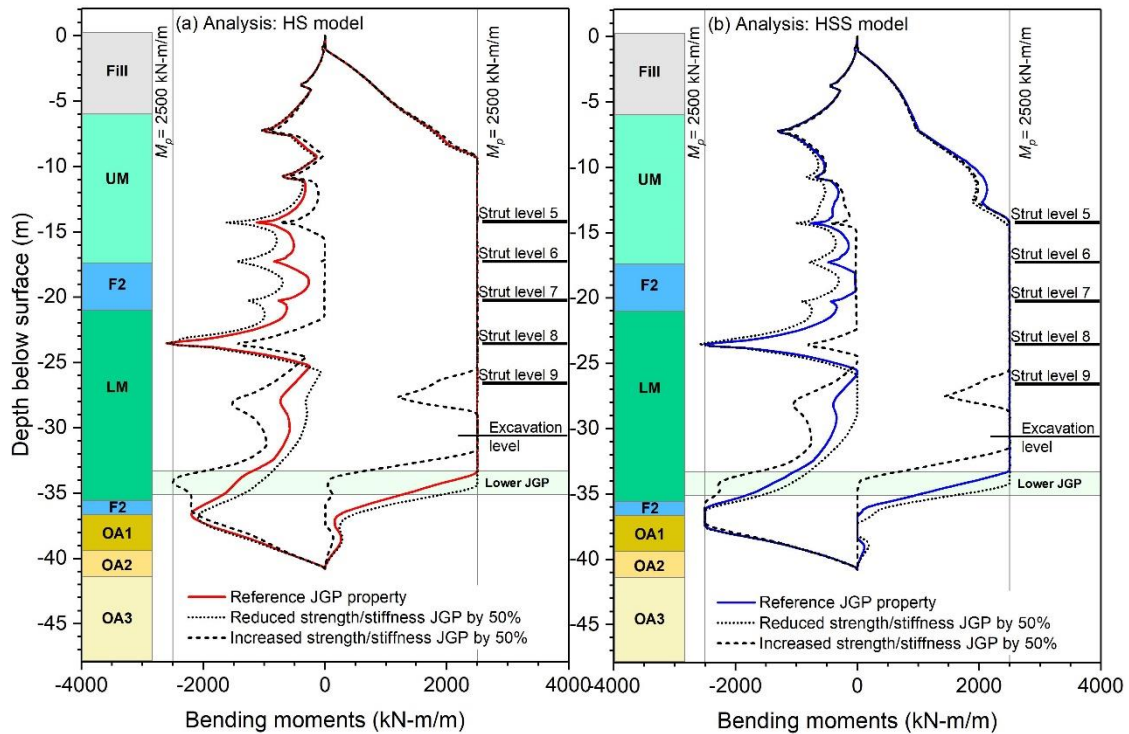 (a) Analysis: HS model
0
-5
-10
-15
-20
-25
-30
-35
-40
-45
Depth below surface (m)
Fill
UM
F2
LM
F2
OA1
OA2
OA3
Mp= 2500 kN-m/m
Mp= 2500 kN-m/m
Strut level 5
Strut level 6
Strut level 7
Strut level 8
Strut level 9
Excavation
level
Lower JGP
Reference JGP property
Reduced strength/stiffness JGP by 50%
Increased strength/stiffness JGP by 50%
-4000
-2000
0
2000
4000
Bending moments (kN-m/m)
(b) Analysis: HSS model
0
-5
-10
-15
-20
-25
-30
-35
-40
-45
Fill
UM
F2
LM
F2
OA1
OA2
OA3
Mp= 2500 kN-m/m
Mp= 2500 kN-m/m
Strut level 5
Strut level 6
Strut level 7
Strut level 8
Strut level 9
Excavation
level
Lower JGP
Reference JGP property
Reduced strength/stiffness JGP by 50%
Increased strength/stiffness JGP by 50%
-4000
-2000
0
2000
4000
Bending moments (kN-m/m)